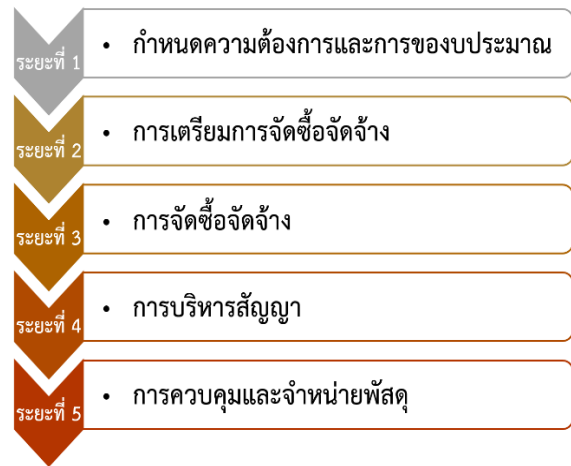 ระยะที่ 1
• กำหนดความต้องการและการของบประมาณ
ระยะที่ 2
• การเตรียมการจัดซื้อจัดจ้าง
ระยะที่ 3
• การจัดซื้อจัดจ้าง
ระยะที่ 4
• การบริหารสัญญา
ระยะที่ 5
• การควบคุมและจำหน่ายพัสดุ